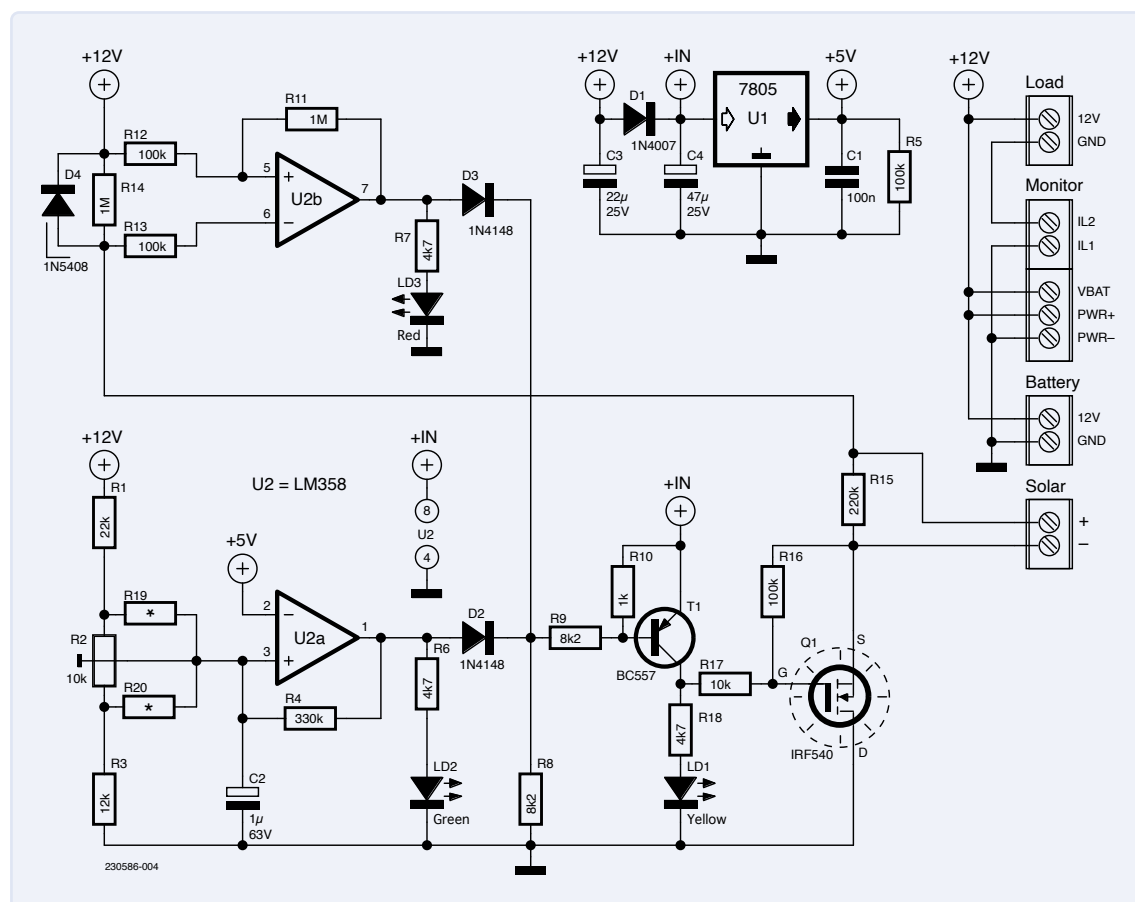 +12V
R11
1M
R12
100k
D4
R14
1M
R13
100k
1N5408
5
6
U2b
7
D3
1N4148
R7
4k7
LD3
Red
+12V
+IN
+5V
D1
1N4007
7805
U1
C3
22µ
25V
C4
47µ
25V
C1
100n
R5
100k
+12V
Load
12V
GND
Monitor
IL2
IL1
VBAT
PWR+
PWR–
Battery
12V
GND
Solar
+
–
+12V
R1
22k
U2 = LM358
+IN
8
U2
4
+5V
R19
*
R2
10k
R20
*
2
3
U2a
1
D2
1N4148
R6
4k7
R4
330k
R3
12k
C2
1µ
63V
LD2
Green
R8
8k2
R9
8k2
+IN
R10
1k
T1
BC557
R17
10k
R18
4k7
LD1
Yellow
R15
220k
R16
100k
Q1
G
S
D
IRF540
230586-004